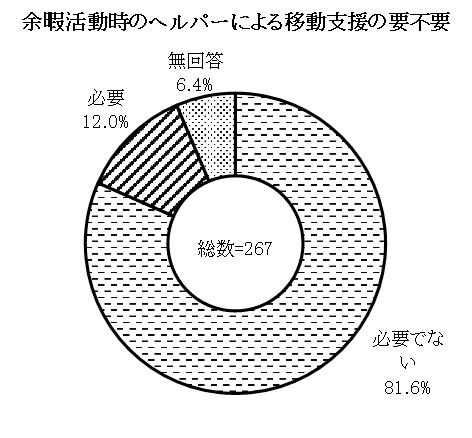 余暇活動時のヘルパーによる移動支援の要不要
無回答
6.4%
必要
12.0%
総数=267
必要でな
い
81.6%